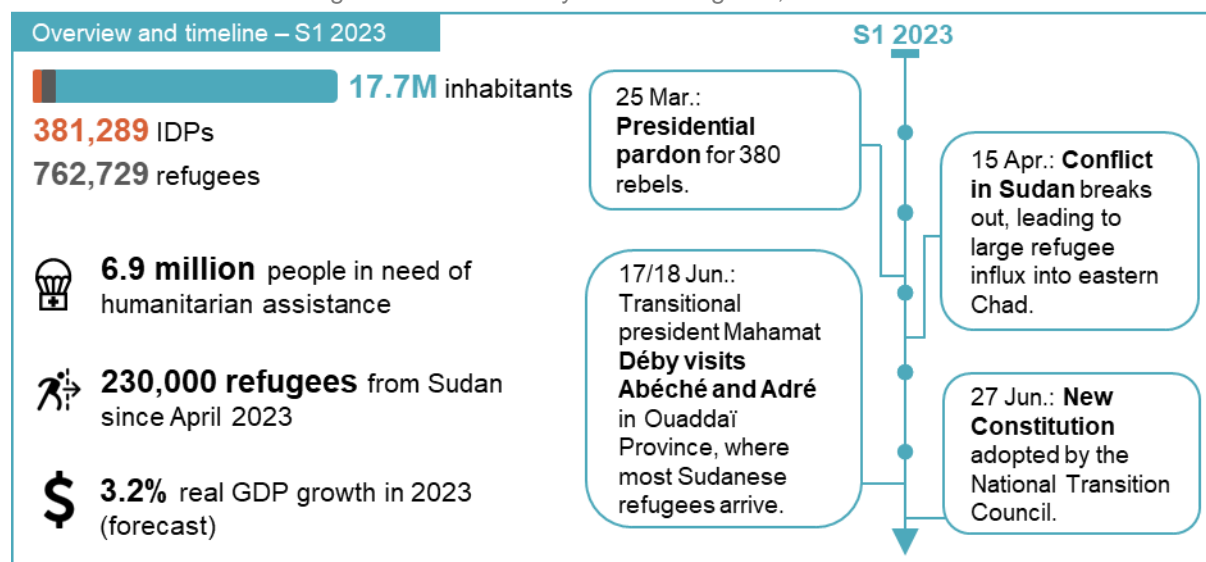 Overview and timeline – S1 2023
17.7M inhabitants
381,289 IDPs
762,729 refugees
6.9 million people in need of
humanitarian assistance
230,000 refugees from Sudan
since April 2023
3.2% real GDP growth in 2023
(forecast)
S1 2023
25 Mar.:
Presidential
pardon for 380
rebels.
15 Apr.: Conflict
in Sudan breaks
out, leading to
large refugee
influx into eastern
Chad.
17/18 Jun.:
Transitional
president Mahamat
Déby visits
Abéché and Adré
in Ouaddaï
Province, where
most Sudanese
refugees arrive.
27 Jun.: New
Constitution
adopted by the
National Transition
Council.